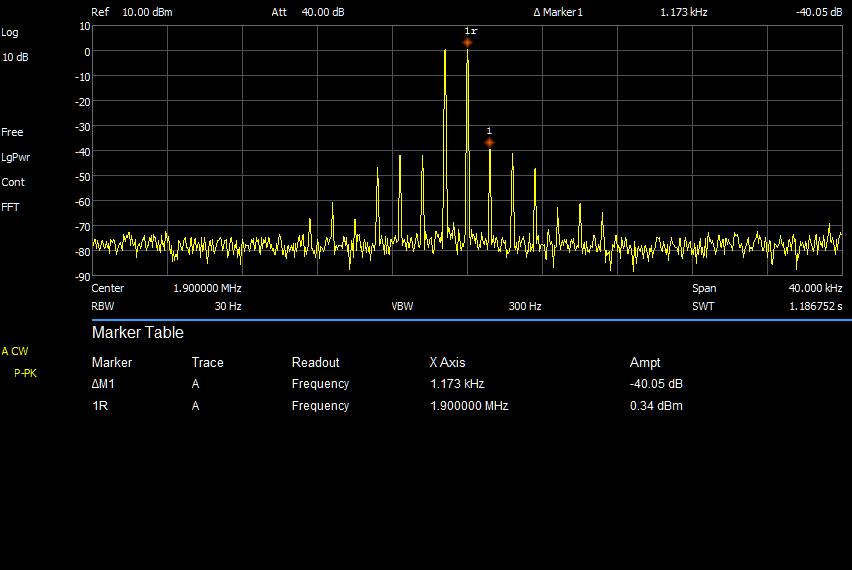 Ref 10.00 dBm Att 40.00 dB Δ Marker1 1.173 kHz -40.05 dB
Log
10 dB
Free
LgPwr
Cont
FFT
10
0
-10
-20
-30
-40
-50
-60
-70
-80
-90
1r
1
Center 1.900000 MHz Span 40.000 kHz
RBW 30 Hz VBW 300 Hz SWT 1.186752 s
A CW
P-PK
Marker Table
Marker Trace Readout X Axis Ampt
ΔM1 A Frequency 1.173 kHz -40.05 dB
1R A Frequency 1.900000 MHz 0.34 dBm